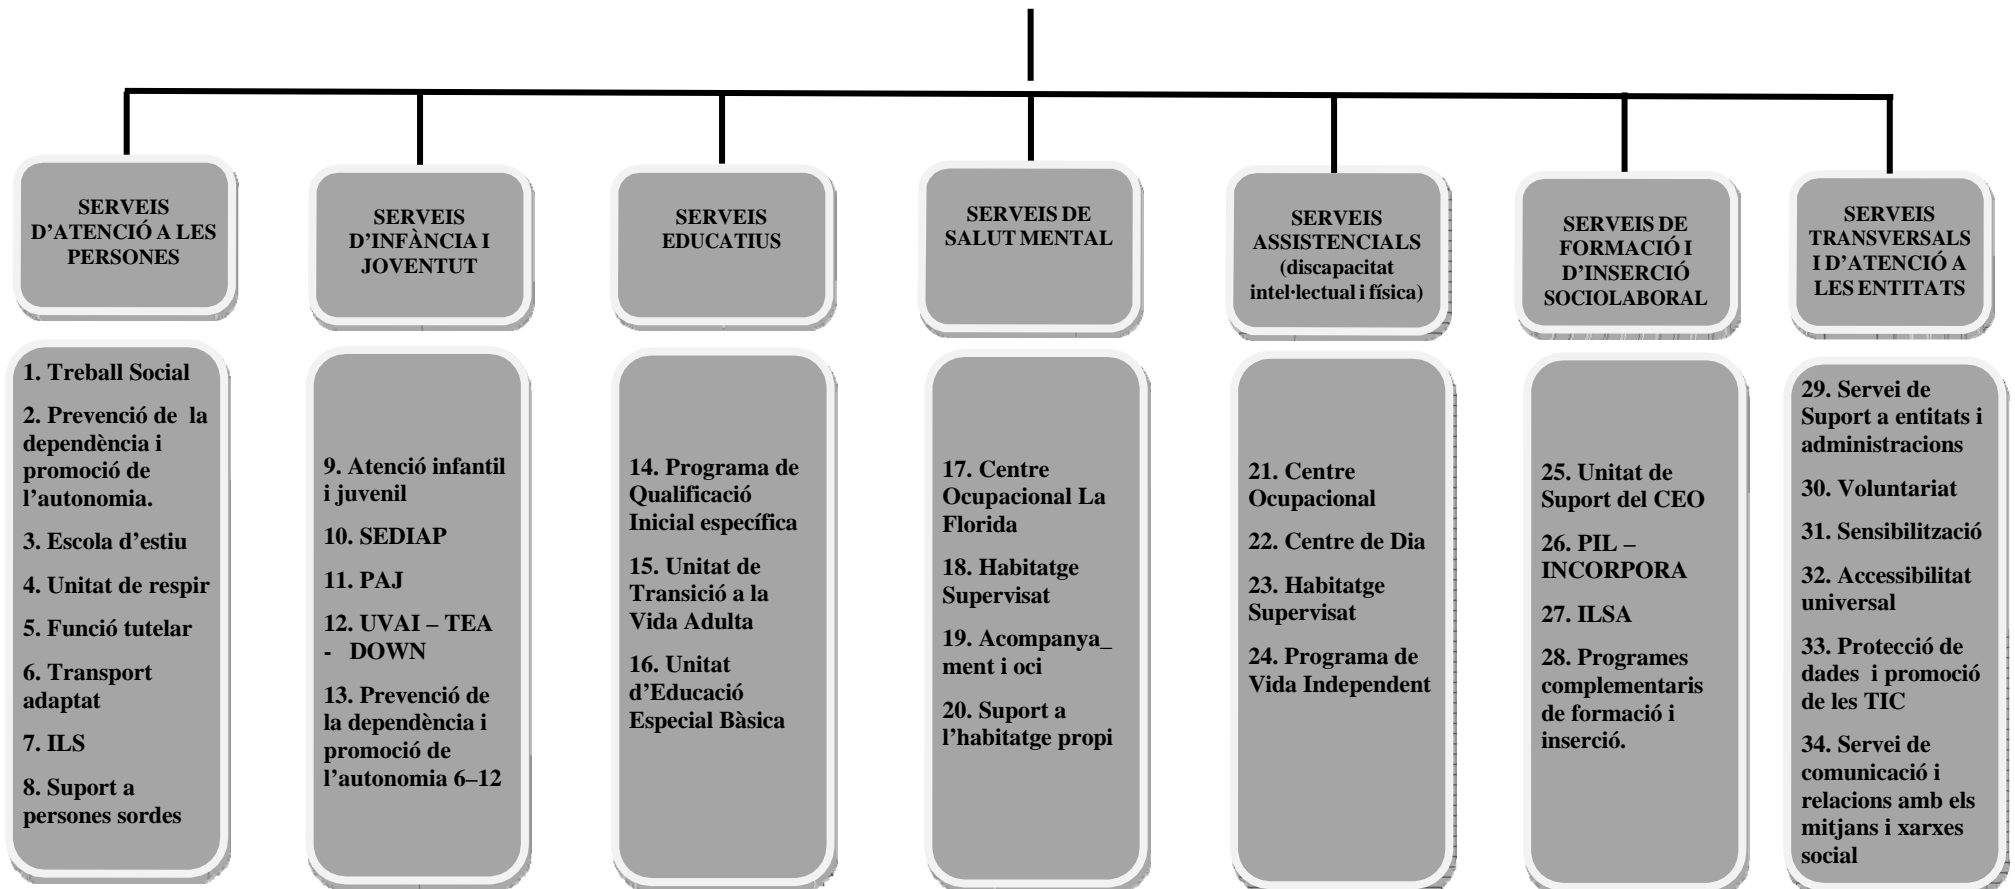 SERVEIS
D’ATENCIÓ A LES
PERSONES
SERVEIS
D’INFÀNCIA I
JOVENTUT
SERVEIS
EDUCATIUS
SERVEIS DE
SALUT MENTAL
SERVEIS
ASSISTENCIALS
(discapacitat
intel·lectual i física)
SERVEIS DE
FORMACIÓ I
D’INSERCIÓ
SOCIOLABORAL
SERVEIS
TRANSVERSALS
I D’ATENCIÓ A
LES ENTITATS
1. Treball Social
2. Prevenció de la
dependència i
promoció de
l’autonomia.
3. Escola d’estiu
4. Unitat de respir
5. Funció tutelar
6. Transport
adaptat
7. ILS
8. Suport a
persones sordes
9. Atenció infantil
i juvenil
10. SEDIAP
11. PAJ
12. UVAI – TEA
- DOWN
13. Prevenció de
la dependència i
promoció de
l’autonomia 6–12
14. Programa de
Qualificació
Inicial específica
15. Unitat de
Transició a la
Vida Adulta
16. Unitat
d’Educació
Especial Bàsica
17. Centre
Ocupacional La
Florida
18. Habitatge
Supervisat
19. Acompanya_
ment i oci
20. Suport a
l’habitatge propi
21. Centre
Ocupacional
22. Centre de Dia
23. Habitatge
Supervisat
24. Programa de
Vida Independent
25. Unitat de
Suport del CEO
26. PIL –
INCORPORA
27. ILSA
28. Programes
complementaris
de formació i
inserció.
29. Servei de
Suport a entitats i
administracions
30. Voluntariat
31. Sensibilització
32. Accessibilitat
universal
33. Protecció de
dades i promoció
de les TIC
34. Servei de
comunicació i
relacions amb els
mitjans i xarxes
social